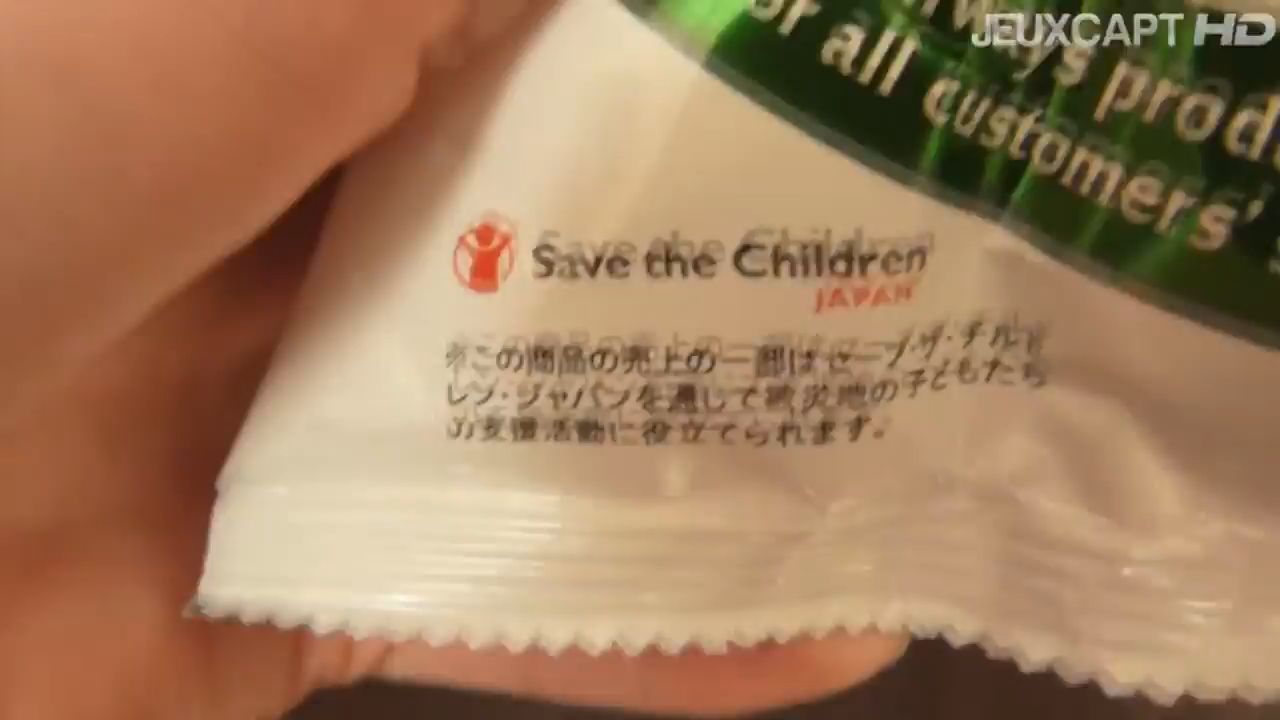 JEUXCAPT HD
always prod
or all customers'
Save the Children
JAPAN
※この商品の売上の一部はセーブ・ザ・チルド
レン・ジャパンを通して被災地の子どもたち
の支援活動に役立てられます。